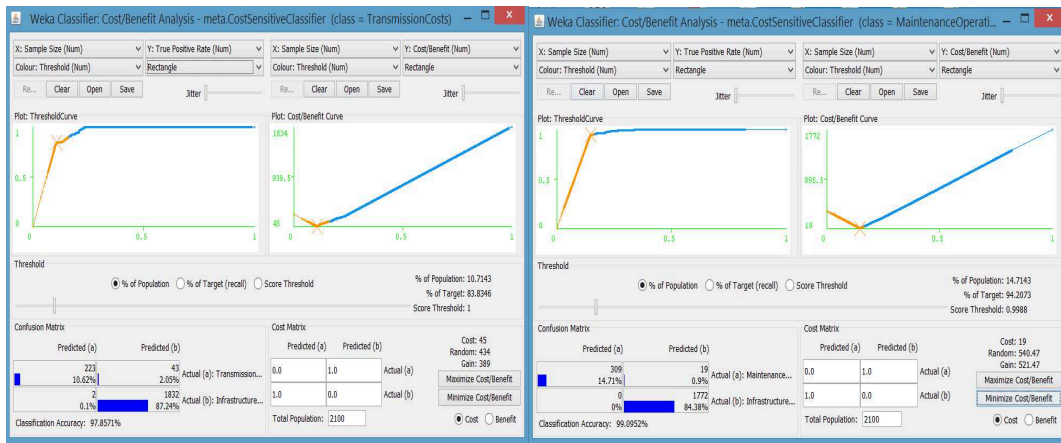 Weka Classifier: Cost/Benefit Analysis - meta.CostSensitiveClassifier (class = TransmissionCosts)
X: Sample Size (Num)
Y: True Positive Rate (Num)
X: Sample Size (Num)
Y: Cost/Benefit (Num)
Colour: Threshold (Num)
Rectangle
Colour: Threshold (Num)
Rectangle
Re...
Clear
Open
Save
Jitter
Re...
Clear
Open
Save
Jitter
Plot: ThresholdCurve
Plot: Cost/Benefit Curve
1
0.5
0
0
0.5
1
1834
939.5
45
0
0.5
1
Threshold
% of Population
% of Target (recall)
Score Threshold
% of Population: 10.7143
% of Target: 83.8346
Score Threshold: 1
Confusion Matrix
Predicted (a)
Predicted (b)
223
10.62%
43
2.05%
Actual (a): Transmission...
2
0.1%
1832
87.24%
Actual (b): Infrastructure...
Classification Accuracy: 97.8571%
Cost Matrix
Predicted (a)
Predicted (b)
0.0
1.0
Actual (a)
1.0
0.0
Actual (b)
Total Population: 2100
Cost: 45
Random: 434
Gain: 389
Maximize Cost/Benefit
Minimize Cost/Benefit
Cost
Benefit
Weka Classifier: Cost/Benefit Analysis - meta.CostSensitiveClassifier (class = MaintenanceOperati...
X: Sample Size (Num)
Y: True Positive Rate (Num)
X: Sample Size (Num)
Y: Cost/Benefit (Num)
Colour: Threshold (Num)
Rectangle
Colour: Threshold (Num)
Rectangle
Re...
Clear
Open
Save
Jitter
Re...
Clear
Open
Save
Jitter
Plot: ThresholdCurve
Plot: Cost/Benefit Curve
1
0.5
0
0
0.5
1
1772
895.5
19
0
0.5
1
Threshold
% of Population
% of Target (recall)
Score Threshold
% of Population: 14.7143
% of Target: 94.2073
Score Threshold: 0.9988
Confusion Matrix
Predicted (a)
Predicted (b)
309
14.71%
19
0.9%
Actual (a): Maintenance...
0
0%
1772
84.38%
Actual (b): Infrastructure...
Classification Accuracy: 99.0952%
Cost Matrix
Predicted (a)
Predicted (b)
0.0
1.0
Actual (a)
1.0
0.0
Actual (b)
Total Population: 2100
Cost: 19
Random: 540.47
Gain: 521.47
Maximize Cost/Benefit
Minimize Cost/Benefit
Cost
Benefit